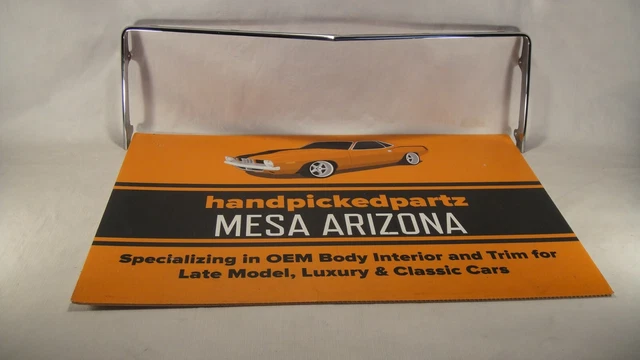 handpickedpartz
MESA ARIZONA
Specializing in OEM Body Interior and Trim for
Late Model, Luxury & Classic Cars